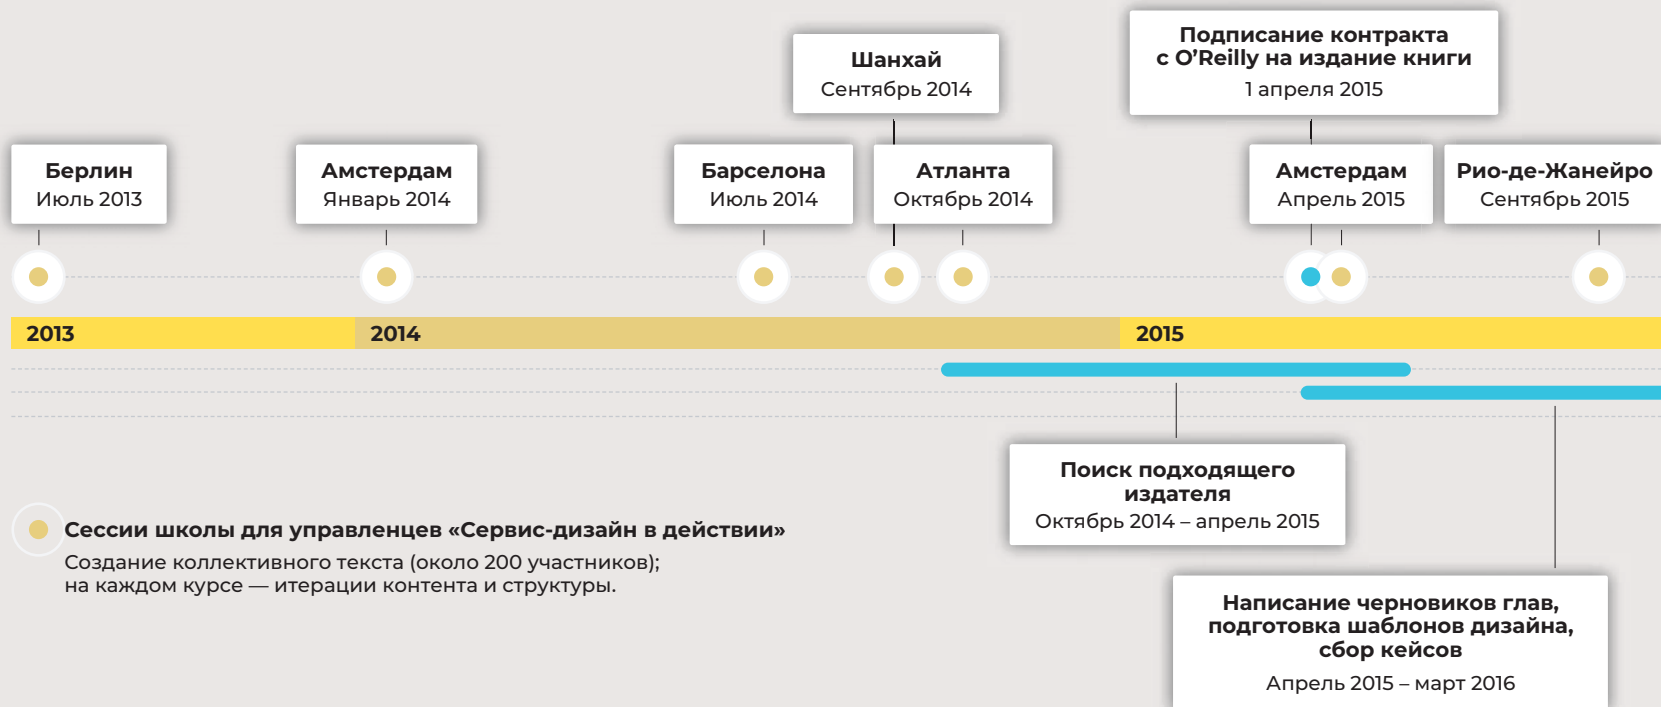 Подписание контракта
с O’Reilly на издание книги
1 апреля 2015
Шанхай
Сентябрь 2014
Берлин
Июль 2013
Амстердам
Январь 2014
Барселона
Июль 2014
Атланта
Октябрь 2014
Амстердам
Апрель 2015
Рио-де-Жанейро
Сентябрь 2015
2013
2014
2015
Поиск подходящего
издателя
Октябрь 2014 – апрель 2015
Сессии школы для управленцев «Сервис-дизайн в действии»
Создание коллективного текста (около 200 участников);
на каждом курсе — итерации контента и структуры.
Написание черновиков глав,
подготовка шаблонов дизайна,
сбор кейсов
Апрель 2015 – март 2016